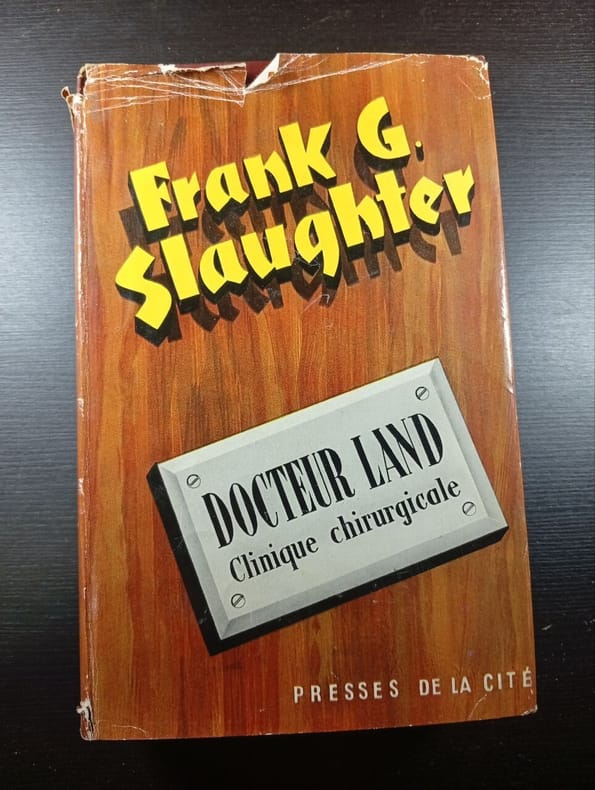 Frank G.
Slaughter
DOCTEUR LAND
Clinique chirurgicale
PRESSES DE LA CITÉ